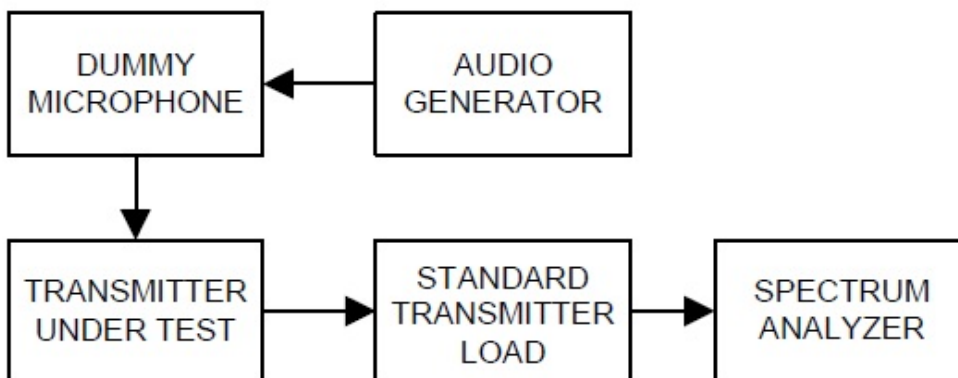 DUMMY
MICROPHONE
AUDIO
GENERATOR
TRANSMITTER
UNDER TEST
STANDARD
TRANSMITTER
LOAD
SPECTRUM
ANALYZER